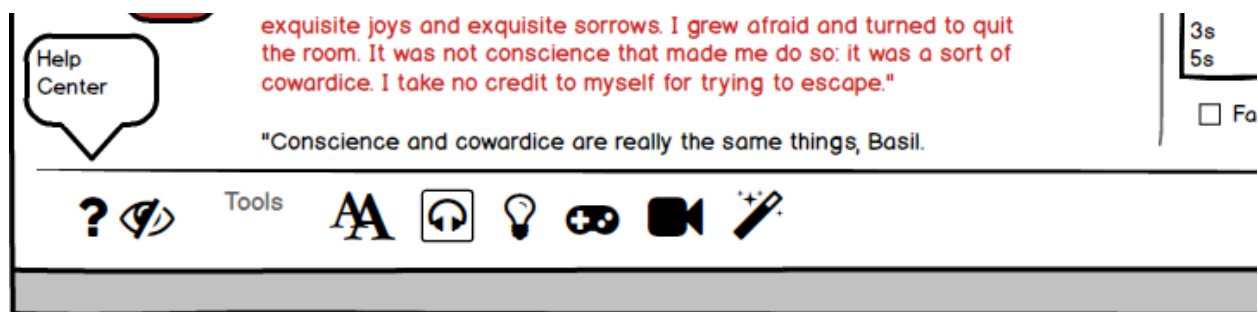 exquisite joys and exquisite sorrows. I grew afraid and turned to quit
the room. It was not conscience that made me do so: it was a sort of
cowardice. I take no credit to myself for trying to escape."
"Conscience and cowardice are really the same things, Basil.
Help
Center
3s
5s
Fa
?
Tools
AA